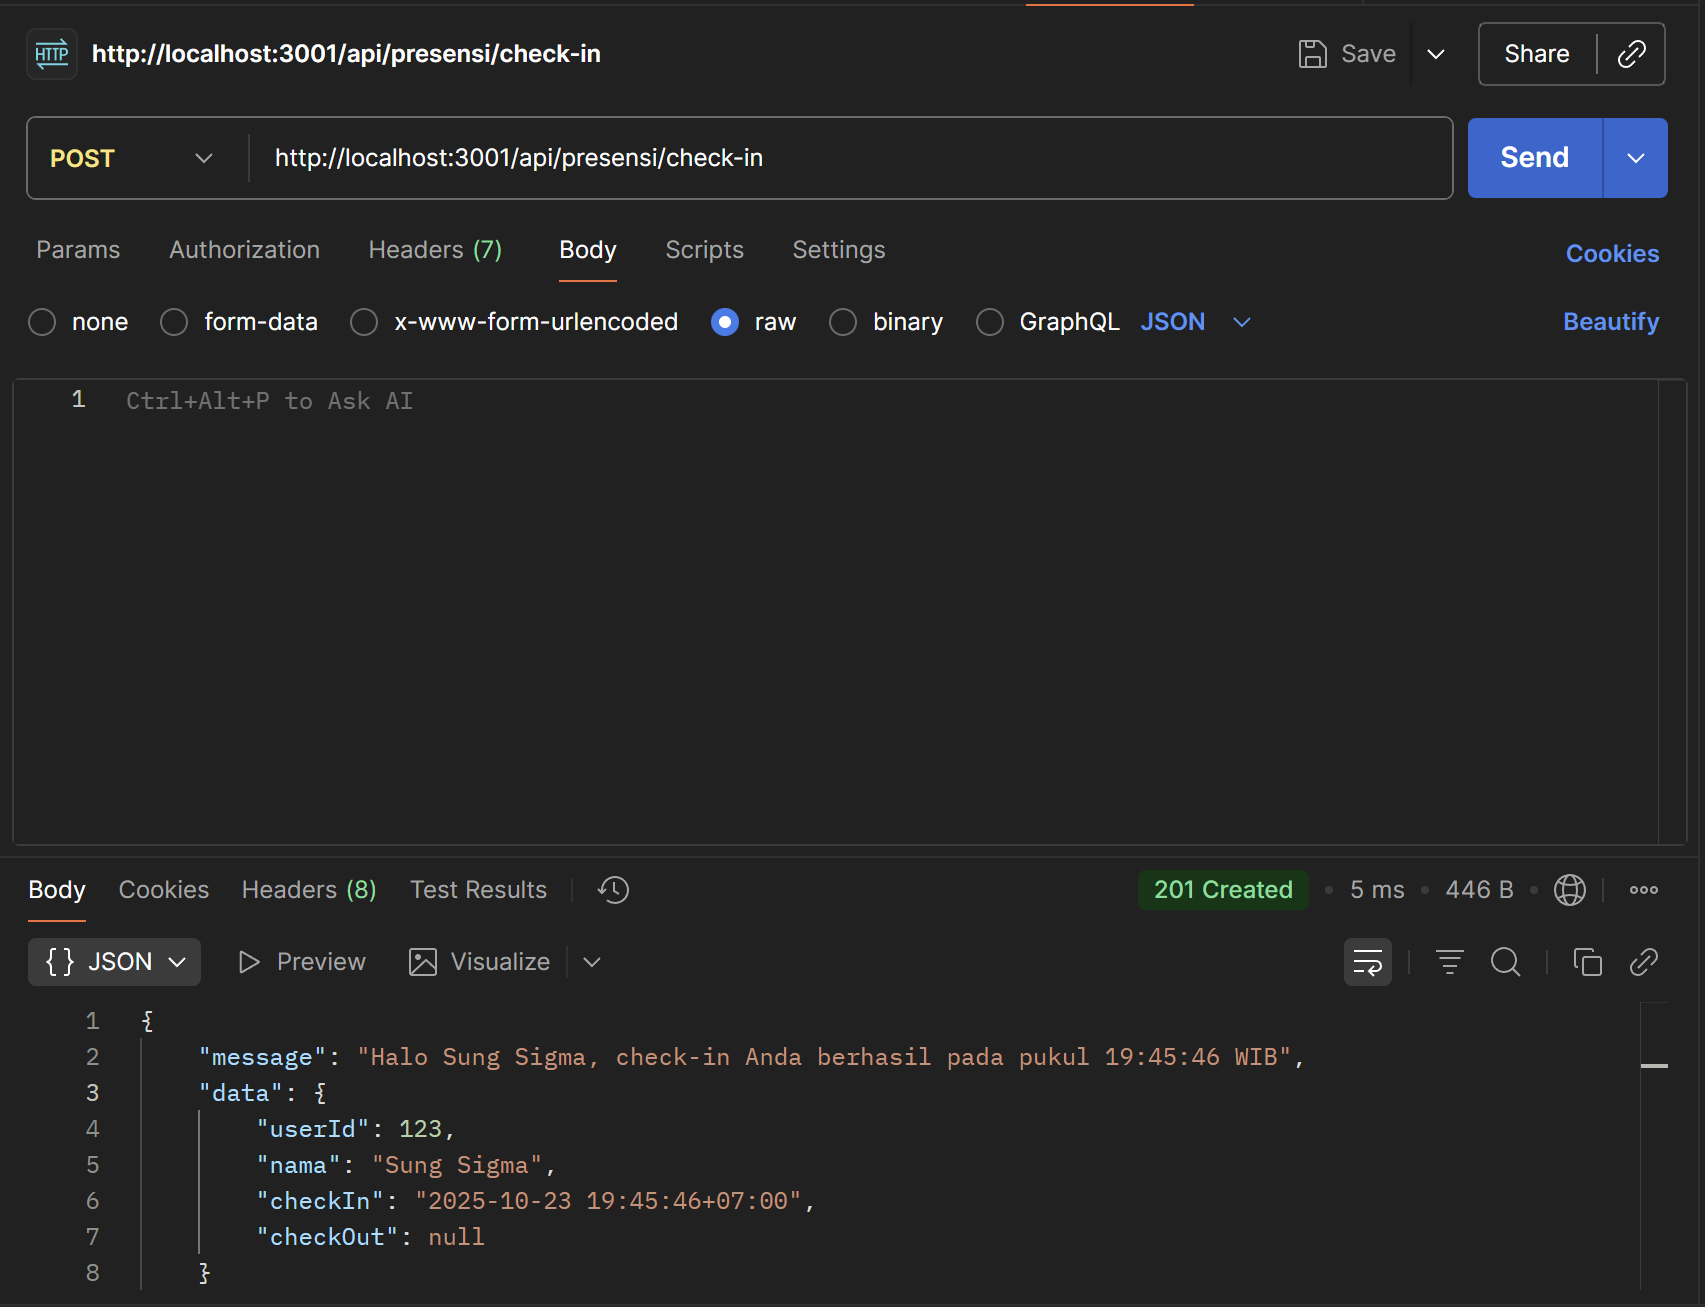 HTTP http://localhost:3001/api/presensi/check-in Save Share
POST http://localhost:3001/api/presensi/check-in Send
Params Authorization Headers (7) Body Scripts Settings Cookies
none form-data x-www-form-urlencoded raw binary GraphQL JSON Beautify
1 Ctrl+Alt+P to Ask AI
Body Cookies Headers (8) Test Results 201 Created • 5 ms • 446 B •
{} JSON Preview Visualize
1 {
2 "message": "Halo Sung Sigma, check-in Anda berhasil pada pukul 19:45:46 WIB",
3 "data": {
4 "userId": 123,
5 "nama": "Sung Sigma",
6 "checkIn": "2025-10-23 19:45:46+07:00",
7 "checkOut": null
8 }